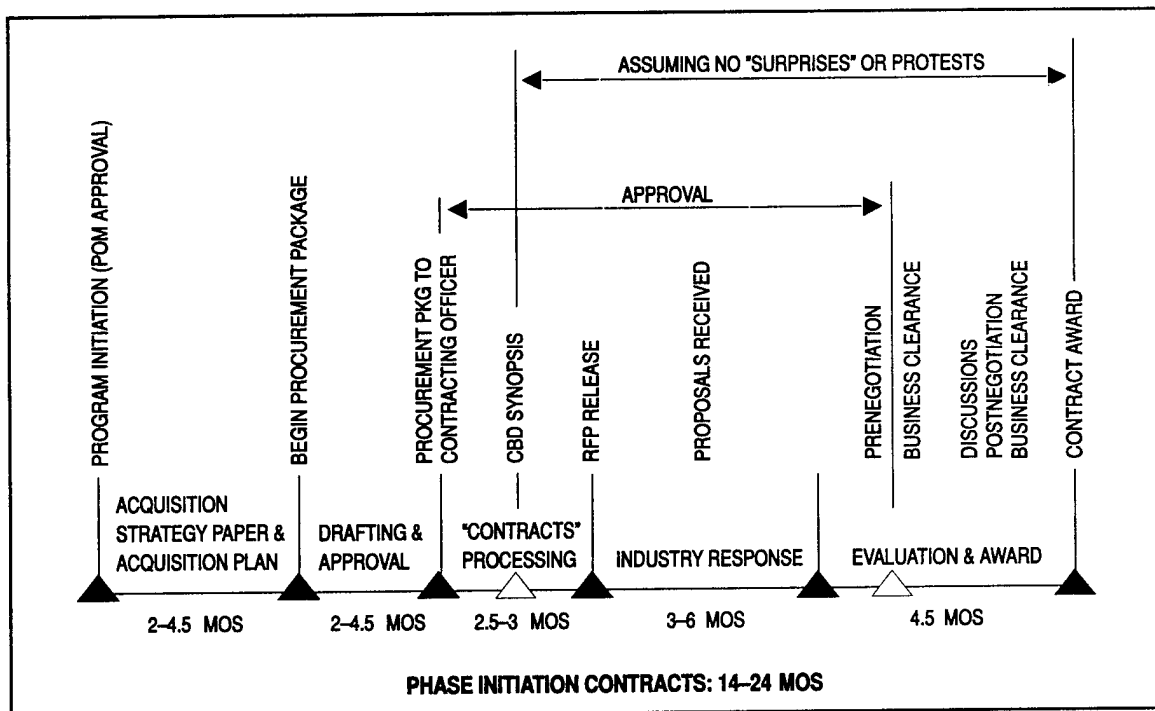 ASSUMING NO "SURPRISES" OR PROTESTS
APPROVAL
PROGRAM INITIATION (POM APPROVAL)
BEGIN PROCUREMENT PACKAGE
PROCUREMENT PKG TO
CONTRACTING OFFICER
CBD SYNOPSIS
RFP RELEASE
PROPOSALS RECEIVED
PRENEGOTIATION
BUSINESS CLEARANCE
DISCUSSIONS
POSTNEGOTIATION
BUSINESS CLEARANCE
CONTRACT AWARD
ACQUISITION
STRATEGY PAPER &
ACQUISITION PLAN
DRAFTING &
APPROVAL
"CONTRACTS"
PROCESSING
INDUSTRY RESPONSE
EVALUATION & AWARD
2–4.5 MOS
2–4.5 MOS
2.5–3 MOS
3–6 MOS
4.5 MOS
PHASE INITIATION CONTRACTS: 14–24 MOS